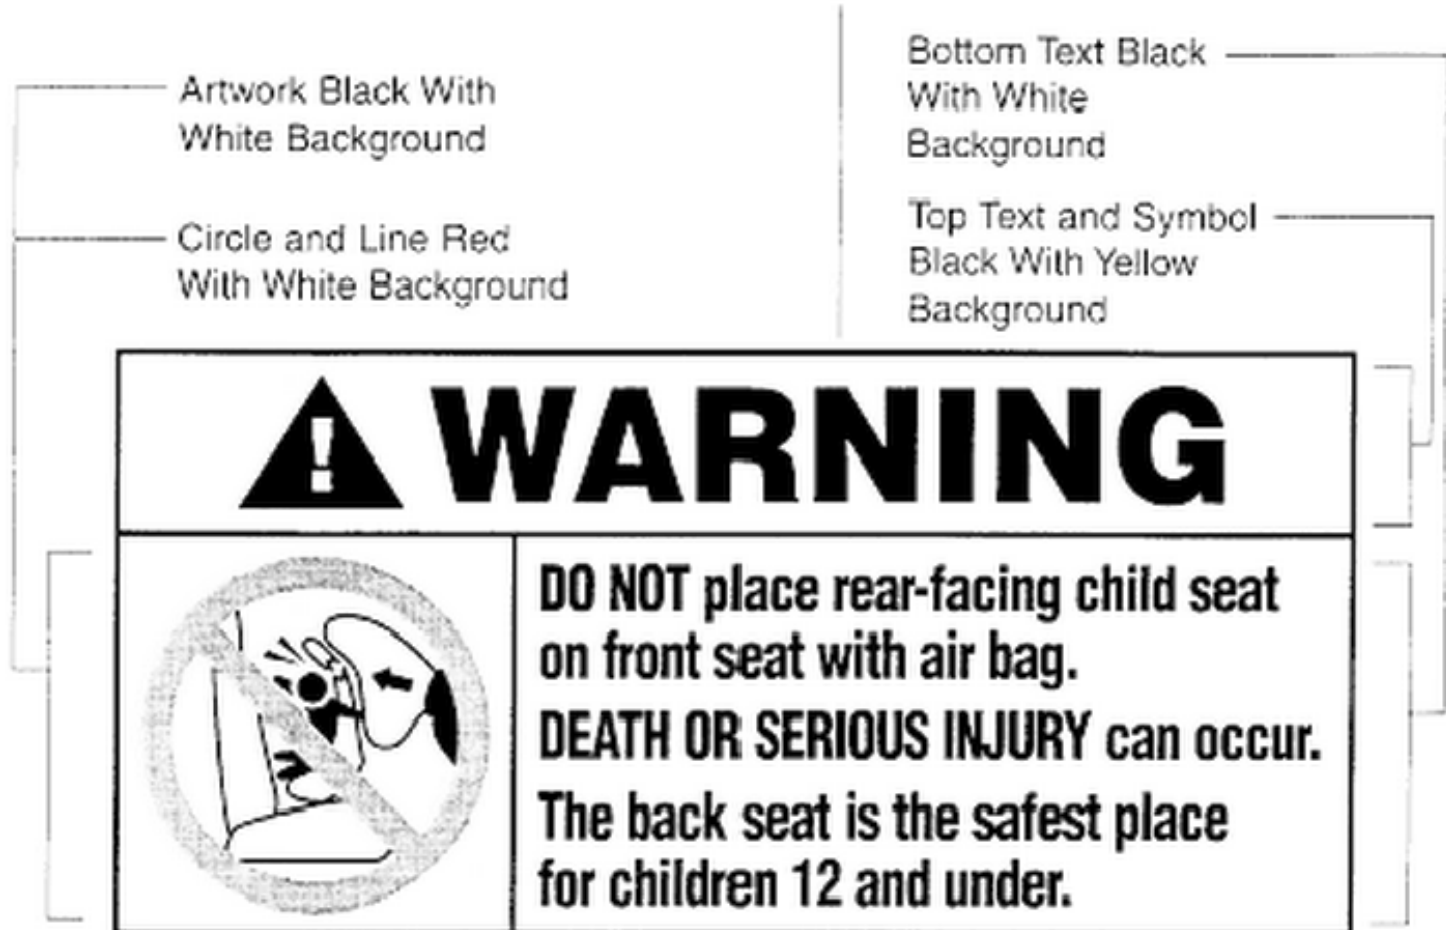 Artwork Black With
White Background
Circle and Line Red
With White Background
Bottom Text Black
With White
Background
Top Text and Symbol
Black With Yellow
Background
! WARNING
DO NOT place rear-facing child seat
on front seat with air bag.
DEATH OR SERIOUS INJURY can occur.
The back seat is the safest place
for children 12 and under.